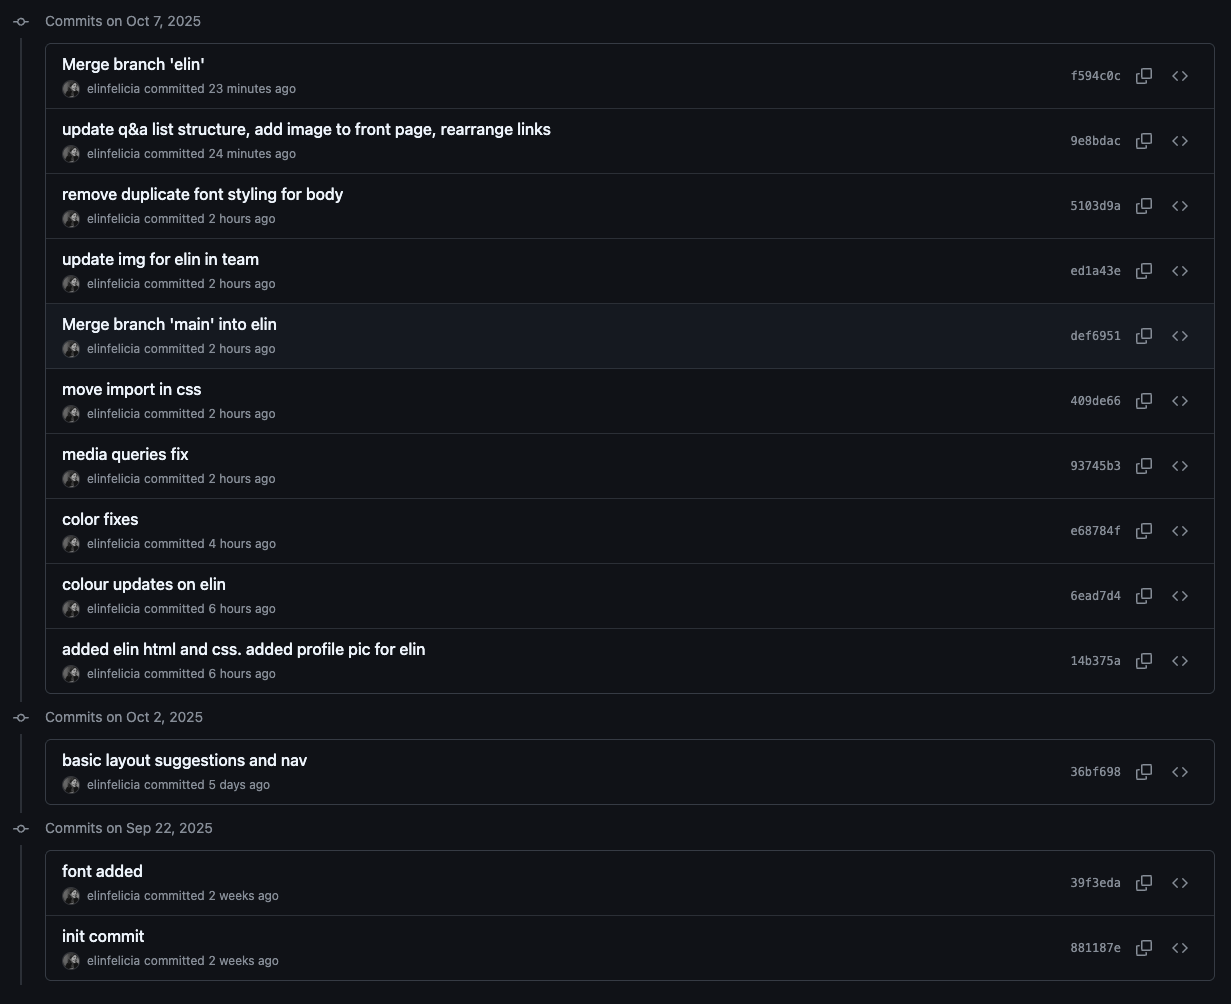 Commits on Oct 7, 2025
Merge branch 'elin'
elinfelicia committed 23 minutes ago
f594c0c
update q&a list structure, add image to front page, rearrange links
elinfelicia committed 24 minutes ago
9e8bdac
remove duplicate font styling for body
elinfelicia committed 2 hours ago
5103d9a
update img for elin in team
elinfelicia committed 2 hours ago
ed1a43e
Merge branch 'main' into elin
elinfelicia committed 2 hours ago
def6951
move import in css
elinfelicia committed 2 hours ago
409de66
media queries fix
elinfelicia committed 2 hours ago
93745b3
color fixes
elinfelicia committed 4 hours ago
e68784f
colour updates on elin
elinfelicia committed 6 hours ago
6ead7d4
added elin html and css. added profile pic for elin
elinfelicia committed 6 hours ago
14b375a
Commits on Oct 2, 2025
basic layout suggestions and nav
elinfelicia committed 5 days ago
36bf698
Commits on Sep 22, 2025
font added
elinfelicia committed 2 weeks ago
39f3eda
init commit
elinfelicia committed 2 weeks ago
881187e